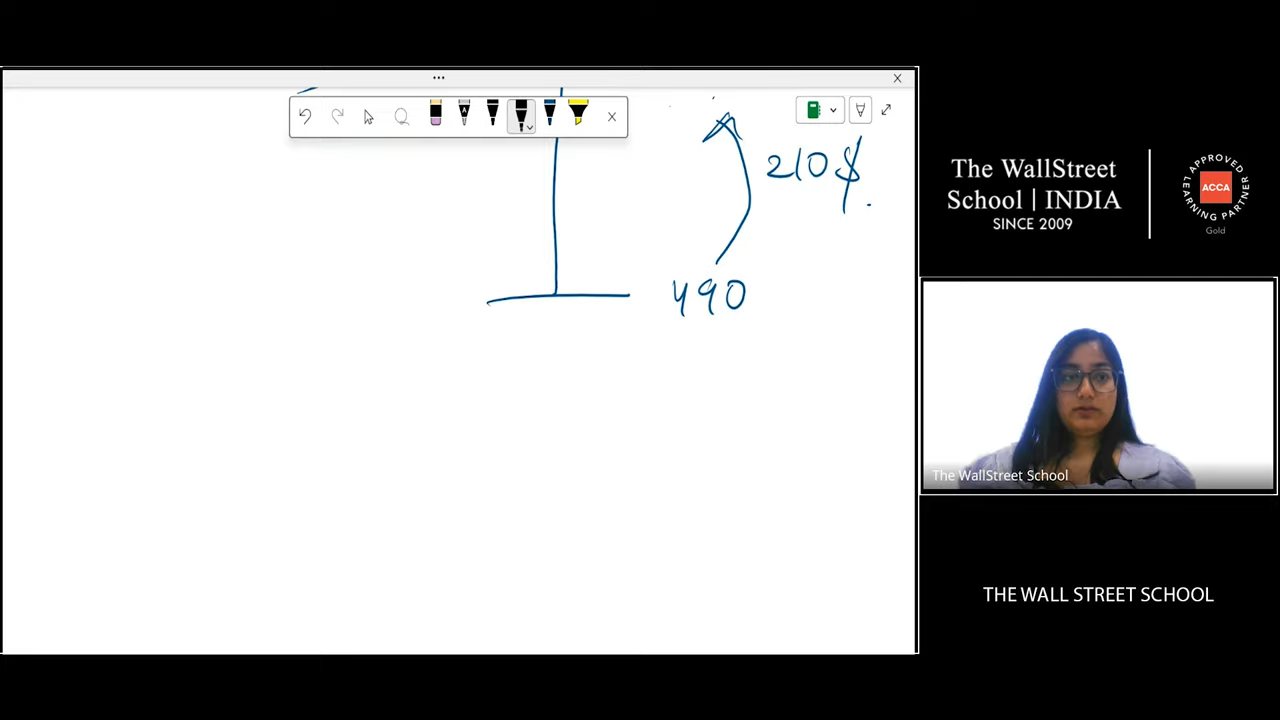 210 $.
490
The WallStreet
School | INDIA
SINCE 2009
APPROVED
ACCA
LEARNING PARTNER
Gold
The WallStreet School
THE WALL STREET SCHOOL